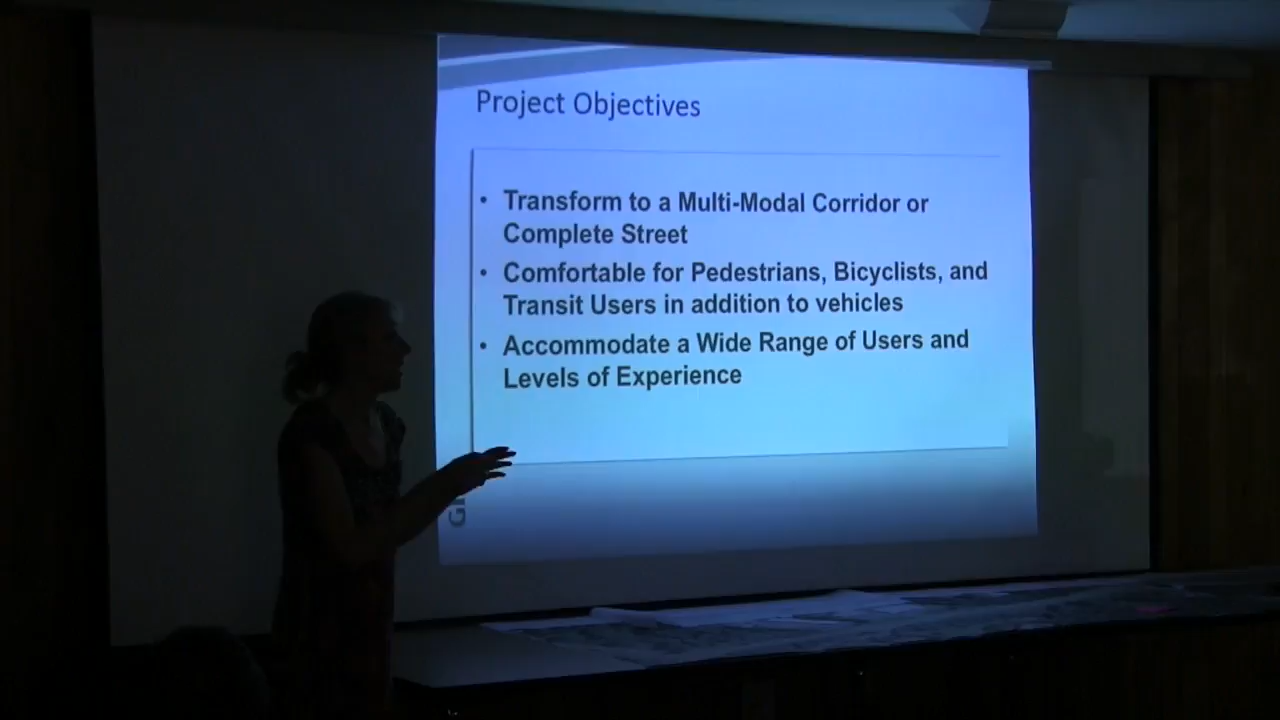 Project Objectives
• Transform to a Multi-Modal Corridor or
Complete Street
• Comfortable for Pedestrians, Bicyclists, and
Transit Users in addition to vehicles
• Accommodate a Wide Range of Users and
Levels of Experience